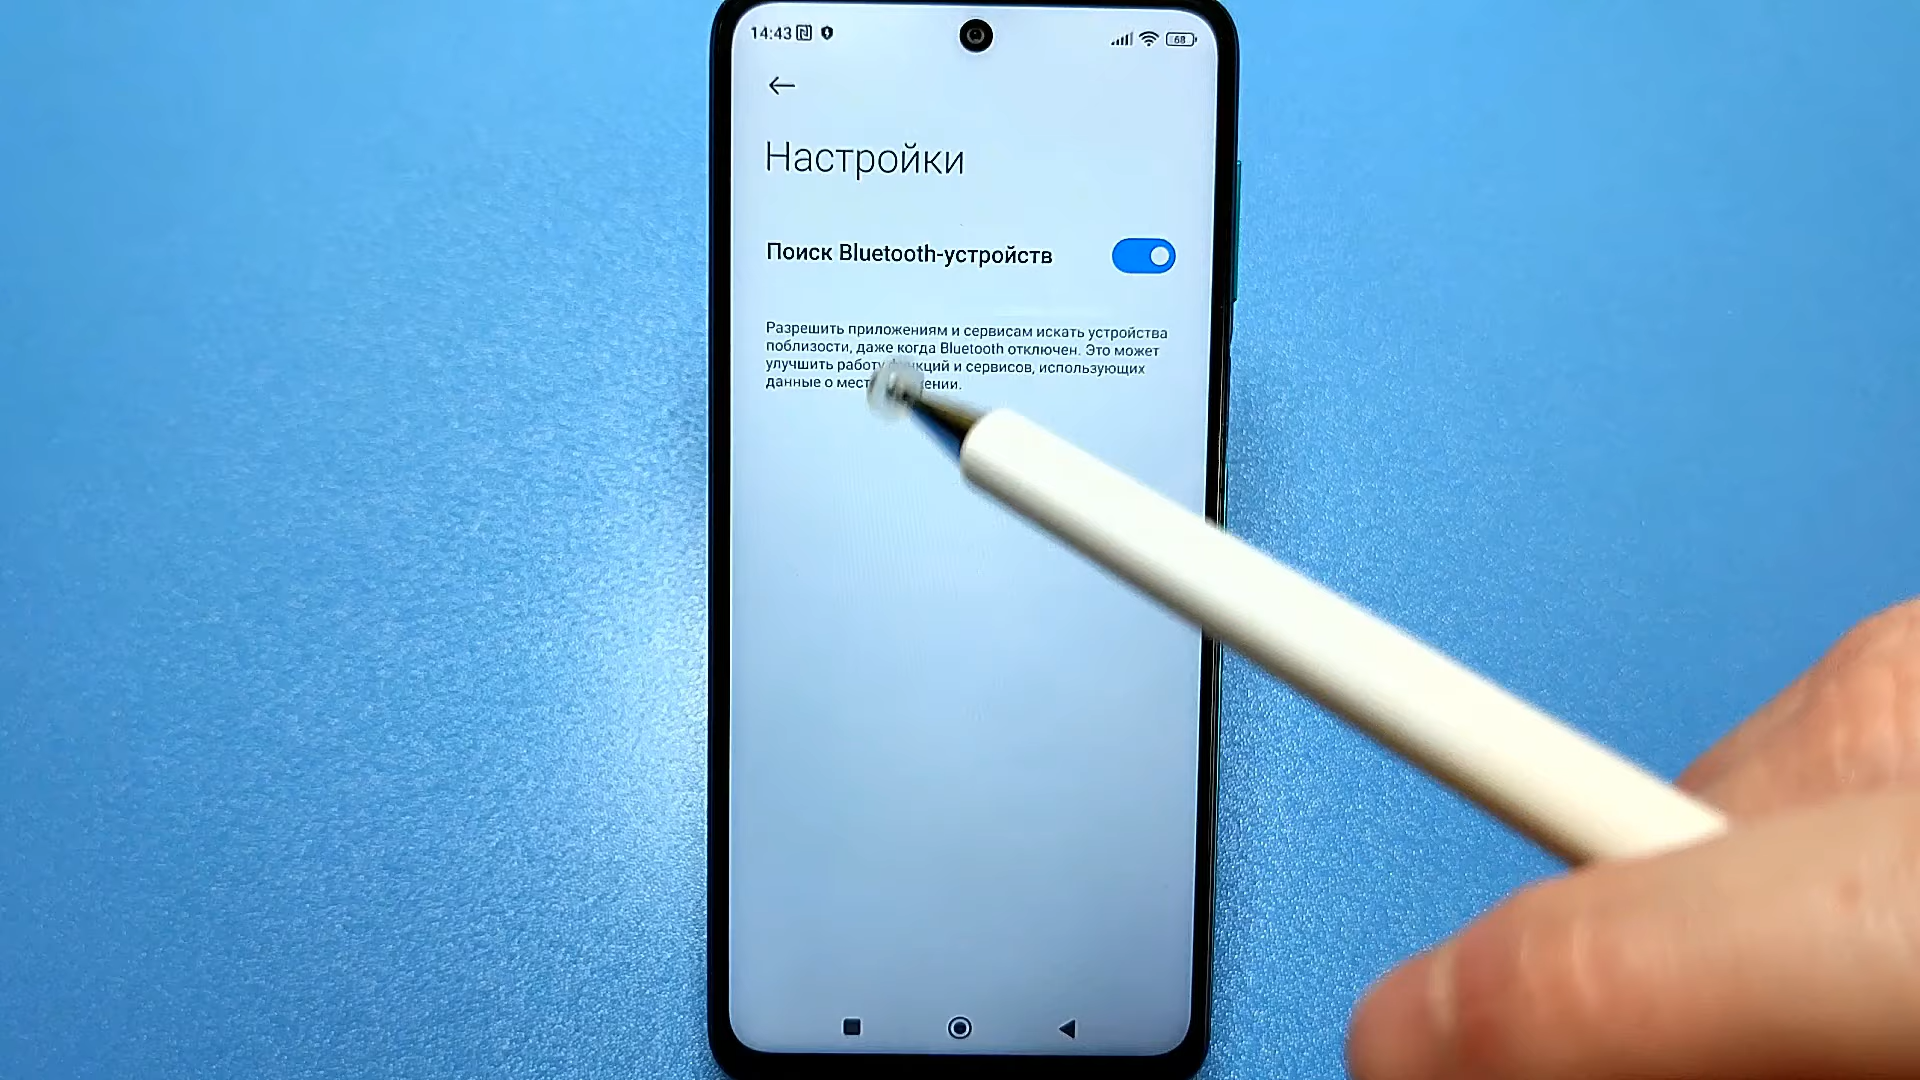 14:43
68
Настройки
Поиск Bluetooth-устройств
Разрешить приложениям и сервисам искать устройства
поблизости, даже когда Bluetooth отключен. Это может
улучшить работу и сервисов, использующих
данные о